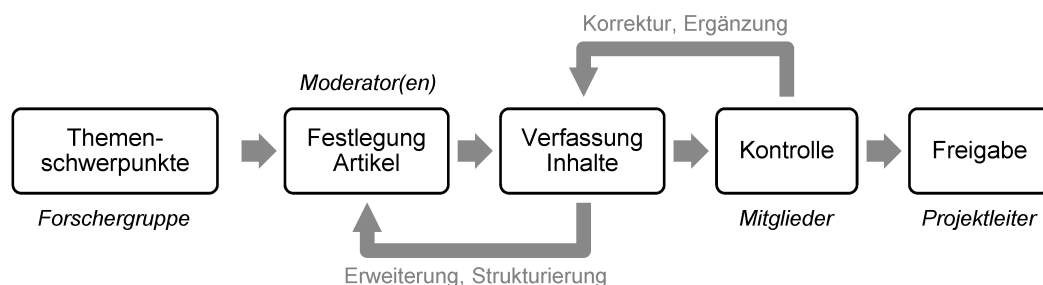 Korrektur, Ergänzung
Moderator(en)
Themen-
schwerpunkte
Festlegung
Artikel
Verfassung
Inhalte
Kontrolle
Freigabe
Forschergruppe
Mitglieder
Projektleiter
Erweiterung, Strukturierung